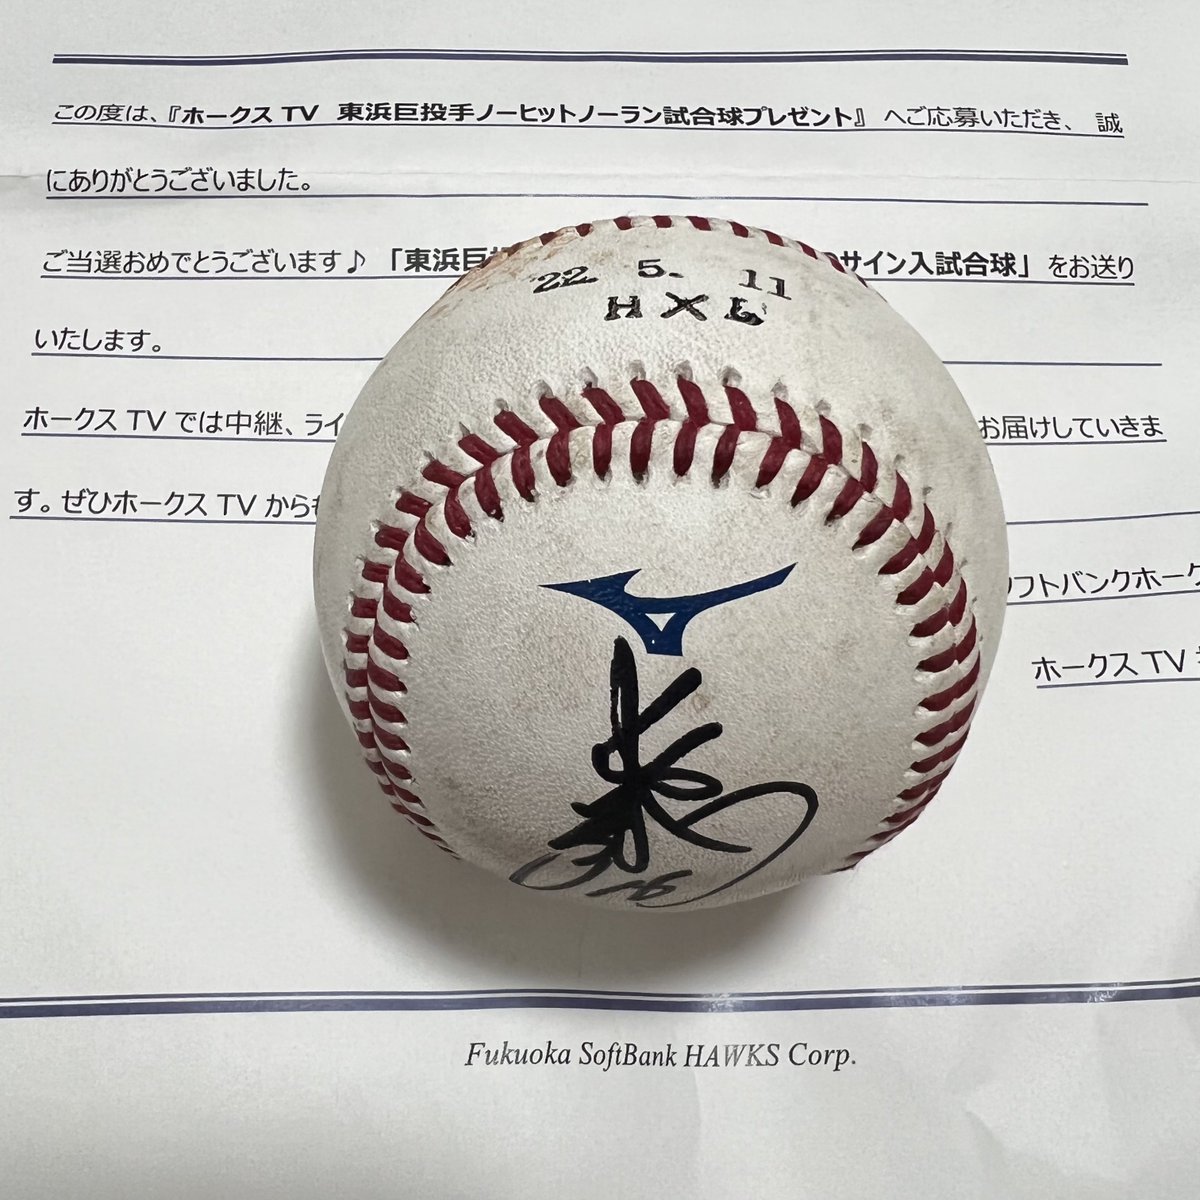 この度は、『ホークスTV 東浜巨投手ノーヒットノーラン試合球プレゼント』 へご応募いただき、 誠
にありがとうございました。
ご当選おめでとうございます♪ 「東浜巨 サイン入試合球」 をお送り
いたします。
ホークスTVでは中継、ライ お届けしていきま
す。ぜひホークスTVから
フトバンクホーク
ホークスTV
'22 5. 11
H X L
Fukuoka SoftBank HAWKS Corp.